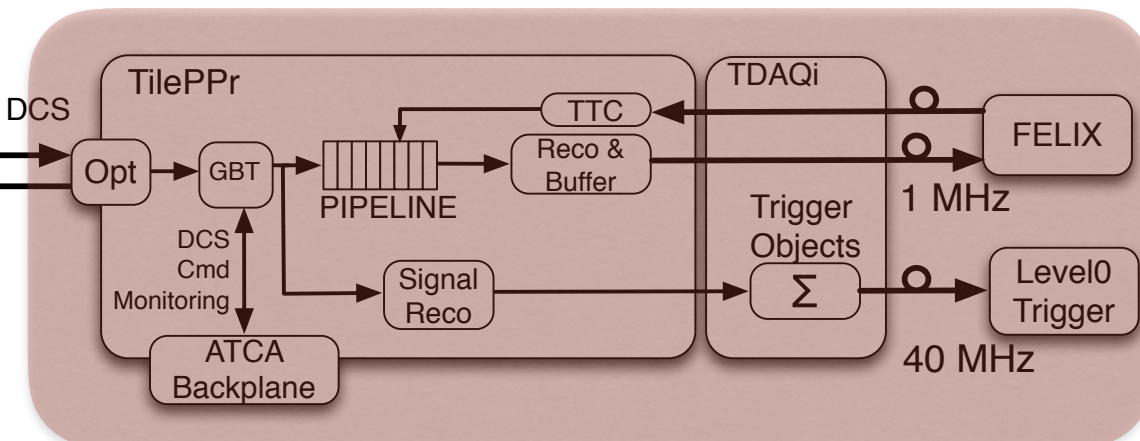 TilePPr
TDAQi
DCS
TTC
FELIX
Opt
GBT
Reco &
Buffer
PIPELINE
1 MHz
DCS
Cmd
Monitoring
Trigger
Objects
Signal
Reco
Σ
Level0
Trigger
ATCA
Backplane
40 MHz